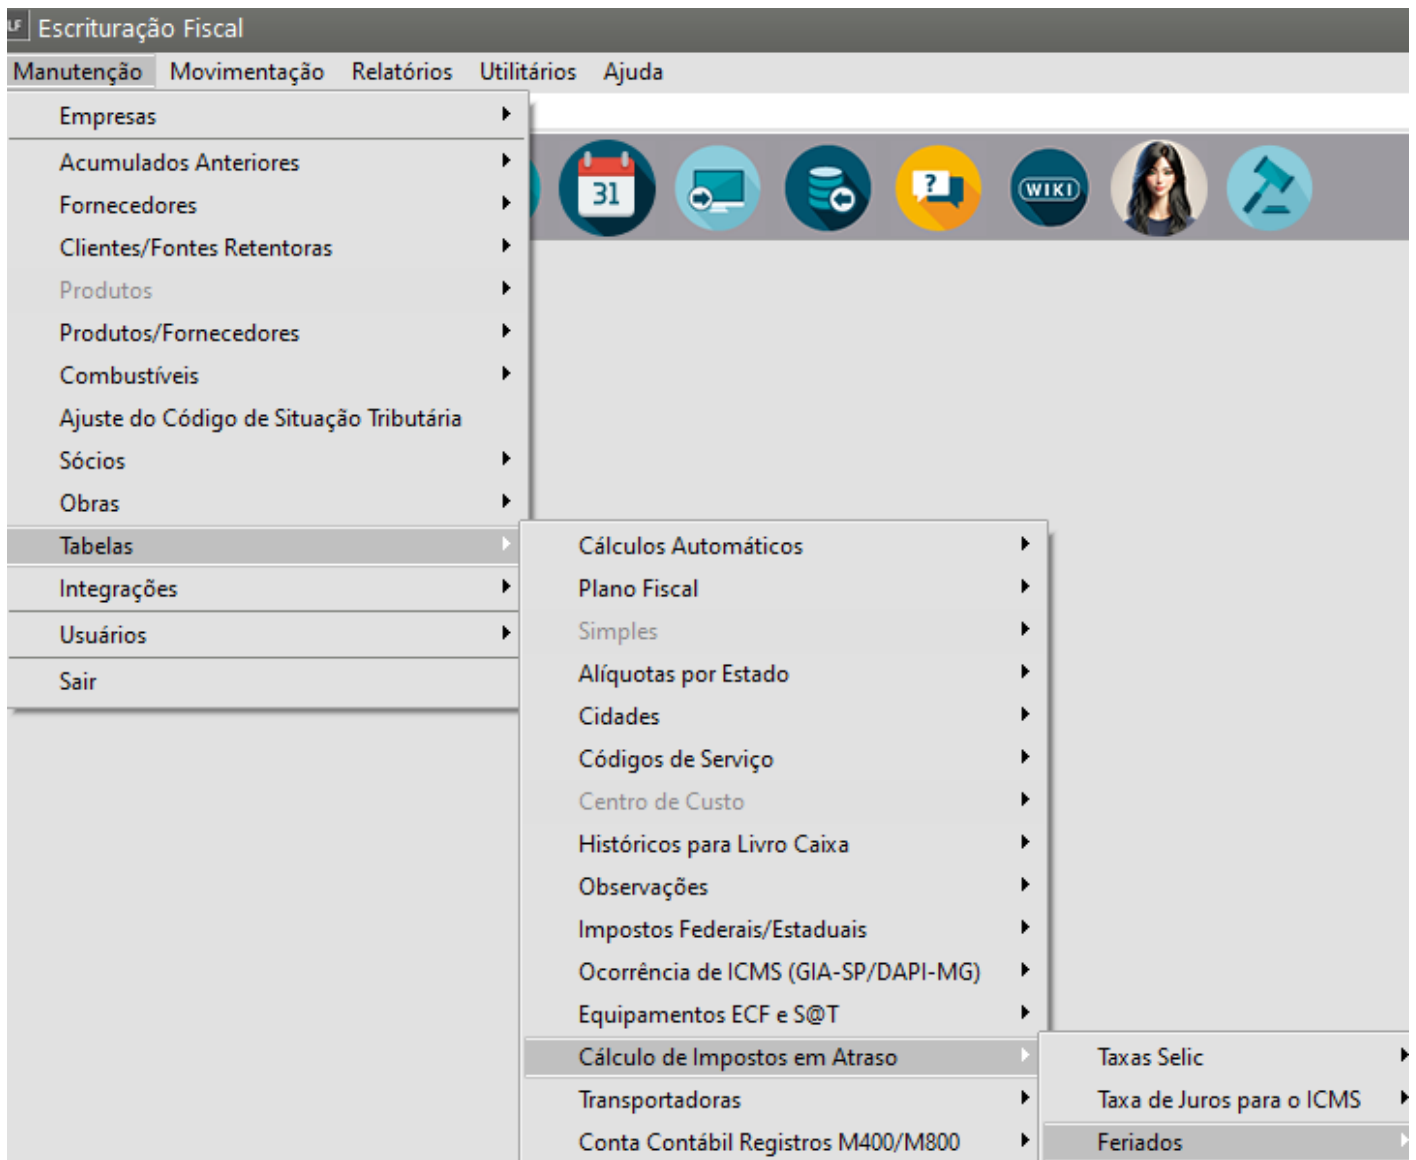 LF Escrituração Fiscal
Manutenção Movimentação Relatórios Utilitários Ajuda
Empresas
Acumulados Anteriores
Fornecedores
Clientes/Fontes Retentoras
Produtos
Produtos/Fornecedores
Combustíveis
Ajuste do Código de Situação Tributária
Sócios
Obras
Tabelas
Integrações
Usuários
Sair
31
?
WIKI
Cálculos Automáticos
Plano Fiscal
Simples
Alíquotas por Estado
Cidades
Códigos de Serviço
Centro de Custo
Históricos para Livro Caixa
Observações
Impostos Federais/Estaduais
Ocorrência de ICMS (GIA-SP/DAPI-MG)
Equipamentos ECF e S@T
Cálculo de Impostos em Atraso
Transportadoras
Conta Contábil Registros M400/M800
Taxas Selic
Taxa de Juros para o ICMS
Feriados